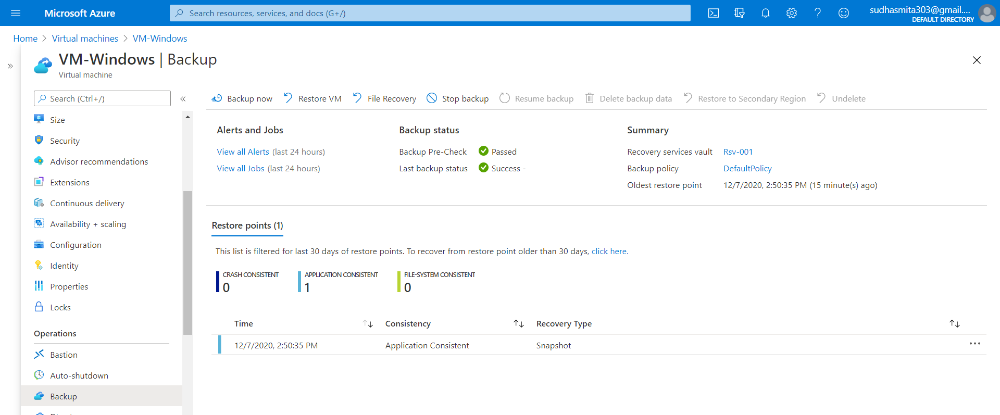 Microsoft Azure
Search resources, services, and docs (G+/)
sudhasmita303@gmail....
DEFAULT DIRECTORY
Home > Virtual machines > VM-Windows
VM-Windows | Backup
Virtual machine
Search (Ctrl+/)
Size
Security
Advisor recommendations
Extensions
Continuous delivery
Availability + scaling
Configuration
Identity
Properties
Locks
Operations
Bastion
Auto-shutdown
Backup
Backup now
Restore VM
File Recovery
Stop backup
Resume backup
Delete backup data
Restore to Secondary Region
Undelete
Alerts and Jobs
View all Alerts (last 24 hours)
View all Jobs (last 24 hours)
Backup status
Backup Pre-Check Passed
Last backup status Success -
Summary
Recovery services vault Rsv-001
Backup policy DefaultPolicy
Oldest restore point 12/7/2020, 2:50:35 PM (15 minute(s) ago)
Restore points (1)
This list is filtered for last 30 days of restore points. To recover from restore point older than 30 days, click here.
CRASH CONSISTENT
0
APPLICATION CONSISTENT
1
FILE-SYSTEM CONSISTENT
0
Time Consistency Recovery Type
12/7/2020, 2:50:35 PM Application Consistent Snapshot